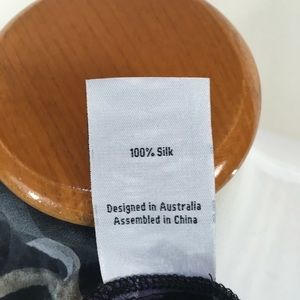 100% Silk
Designed in Australia
Assembled in China